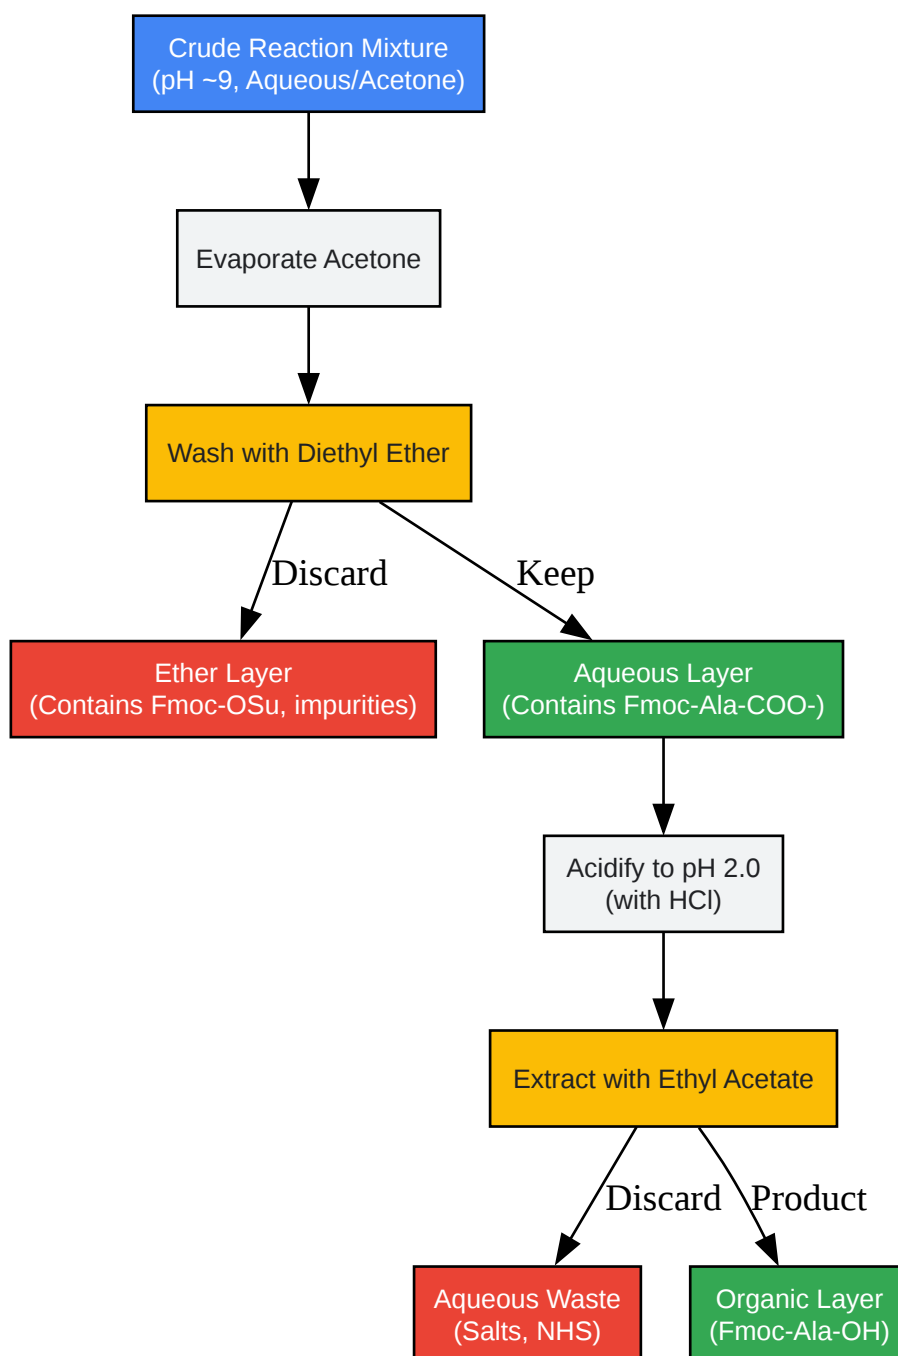 Crude Reaction Mixture
(pH ~9, Aqueous/Acetone)
Evaporate Acetone
Wash with Diethyl Ether
Discard
Keep
Ether Layer
(Contains Fmoc-OSu, impurities)
Aqueous Layer
(Contains Fmoc-Ala-COO-)
Acidify to pH 2.0
(with HCl)
Extract with Ethyl Acetate
Discard
Product
Aqueous Waste
(Salts, NHS)
Organic Layer
(Fmoc-Ala-OH)